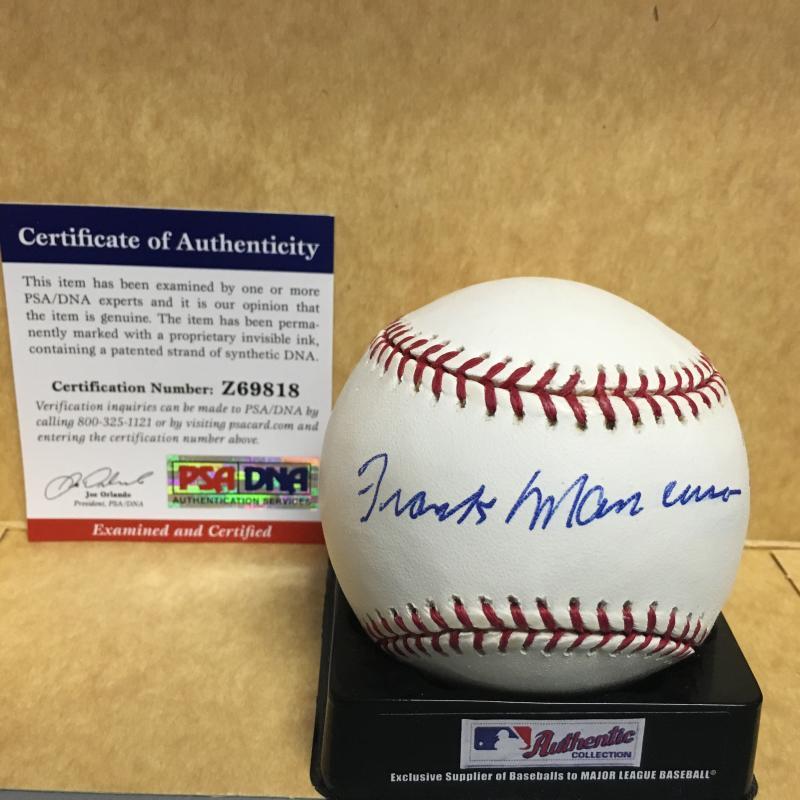 Certificate of Authenticity
This item has been examined by one or more
PSA/DNA experts and it is our opinion that
the item is genuine. The item has been perma-
nently marked with a proprietary invisible ink,
containing a patented strand of synthetic DNA.
Certification Number: Z69818
Verification inquiries can be made to PSA/DNA by
calling 800-325-1121 or by visiting psacard.com and
entering the certification number above.
Joe Orlando
President, PSA/DNA
PSA DNA
AUTHENTICATION SERVICES
Examined and Certified
Frank Mancuso
Authentic
COLLECTION
Exclusive Supplier of Baseballs to MAJOR LEAGUE BASEBALL®